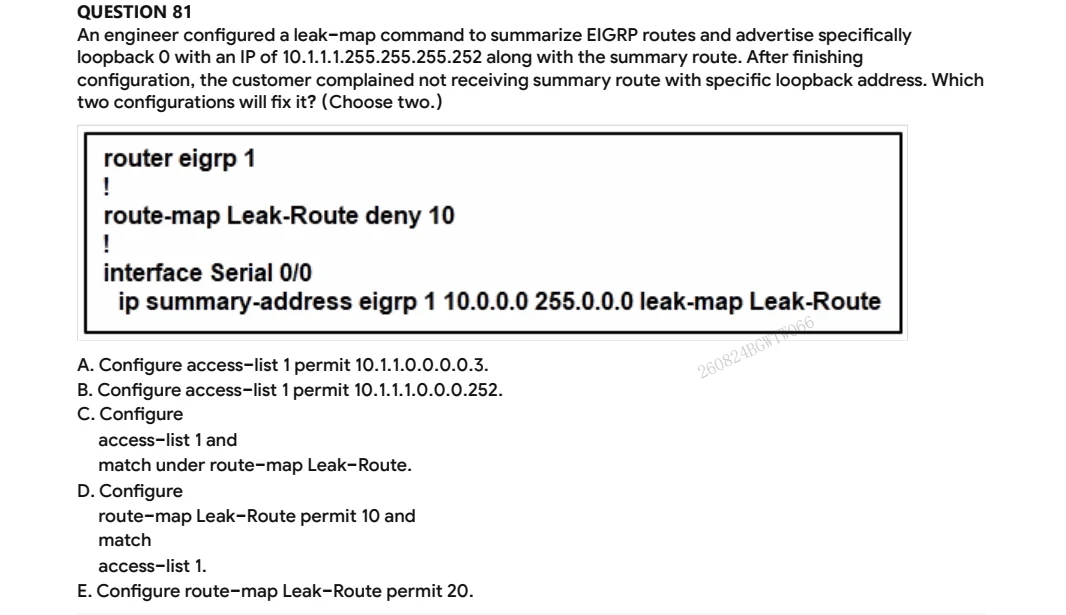 QUESTION 81
An engineer configured a leak-map command to summarize EIGRP routes and advertise specifically
loopback 0 with an IP of 10.1.1.1.255.255.255.252 along with the summary route. After finishing
configuration, the customer complained not receiving summary route with specific loopback address. Which
two configurations will fix it? (Choose two.)
router eigrp 1
!
route-map Leak-Route deny 10
!
interface Serial 0/0
ip summary-address eigrp 1 10.0.0.0 255.0.0.0 leak-map Leak-Route
260824BGWTW066
A. Configure access-list 1 permit 10.1.1.0.0.0.0.3.
B. Configure access-list 1 permit 10.1.1.1.0.0.0.252.
C. Configure
access-list 1 and
match under route-map Leak-Route.
D. Configure
route-map Leak-Route permit 10 and
match
access-list 1.
E. Configure route-map Leak-Route permit 20.